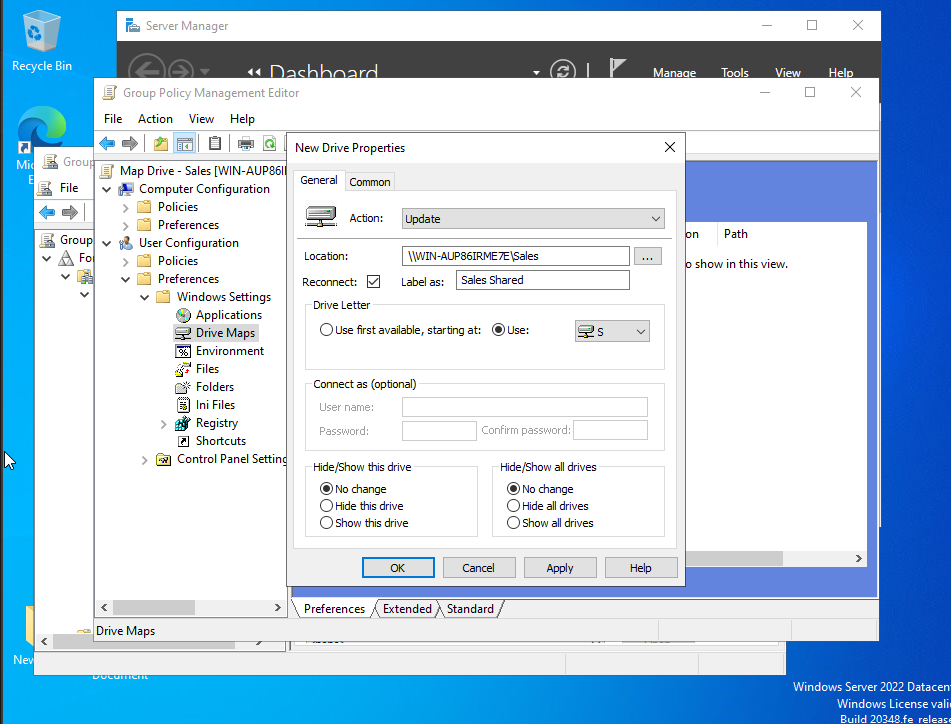 Recycle Bin
Server Manager
Dashboard
Manage Tools View Help
Group Policy Management Editor
File Action View Help
Group
File
Group
Map Drive - Sales [WIN-AUP86I
Computer Configuration
Policies
Preferences
User Configuration
Policies
Preferences
Windows Settings
Applications
Drive Maps
Environment
Files
Folders
Ini Files
Registry
Shortcuts
Control Panel Setting
New Drive Properties
General Common
Action: Update
Location: \\WIN-AUP86IRME7E\Sales ...
Reconnect: Label as: Sales Shared
Drive Letter
Use first available, starting at: Use: S
Connect as (optional)
User name:
Password: Confirm password:
Hide/Show this drive
No change
Hide this drive
Show this drive
Hide/Show all drives
No change
Hide all drives
Show all drives
OK Cancel Apply Help
on Path
o show in this view.
Preferences Extended Standard
Drive Maps
New
Document
Windows Server 2022 Datacen
Windows License vali
Build 20348.fe_releas